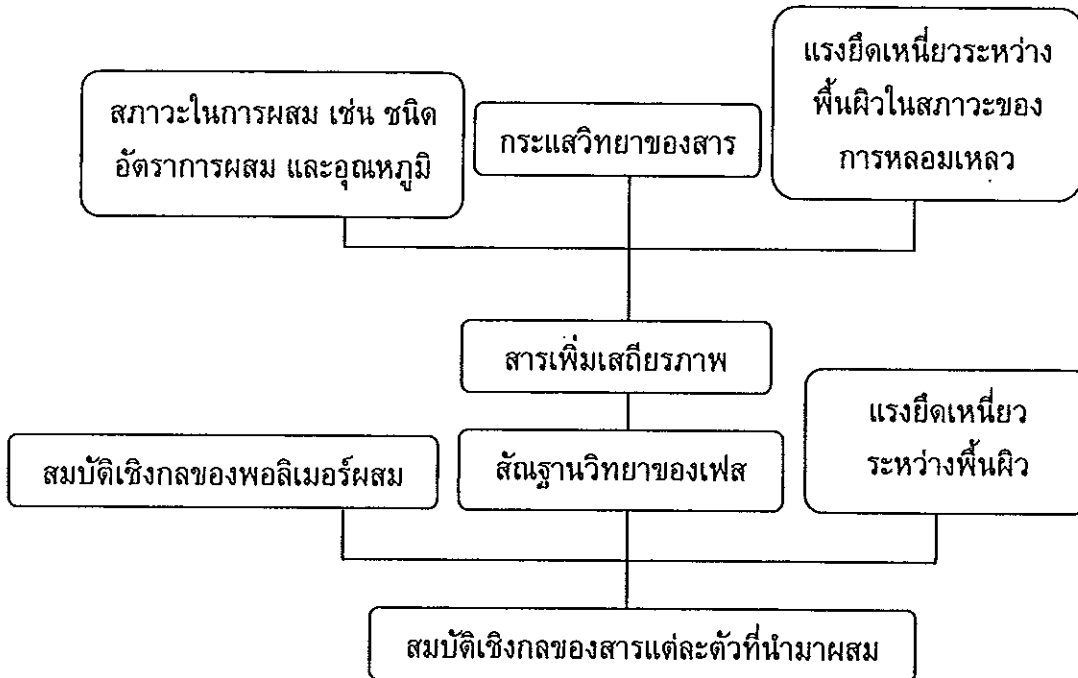 สภาวะในการผสม เช่น ชนิด
อัตราการผสม และอุณหภูมิ
กระแสวิทยาของสาร
แรงยึดเหนี่ยวระหว่าง
พื้นผิวในสภาวะของ
การหลอมเหลว
สารเพิ่มเสถียรภาพ
สมบัติเชิงกลของพอลิเมอร์ผสม
สัณฐานวิทยาของเฟส
แรงยึดเหนี่ยว
ระหว่างพื้นผิว
สมบัติเชิงกลของสารแต่ละตัวที่นำมาผสม